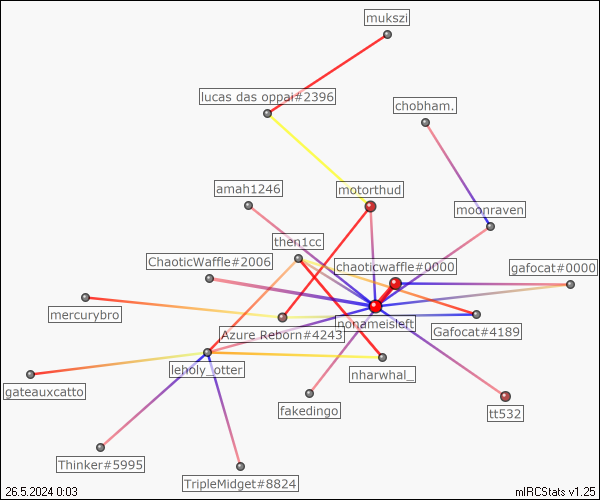 mukszi
lucas das oppai#2396
chobham.
amah1246
motorthud
moonraven
then1cc
ChaoticWaffle#2006
chaoticwaffle#0000
gafocat#0000
mercurybro
nonameisleft
Azure_Reborn#4243
Gafocat#4189
leholy_otter
nharwhal_
gateauxcatto
fakedingo
tt532
Thinker#5995
TripleMidget#8824
26.5.2024 0:03
mIRCStats v1.25